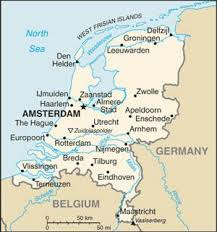 WEST FRISIAN ISLANDS
Delfzijl
North
Sea
Groningen
Leeuwarden
Den
Helder
Zwolle
IJmuiden
Zaanstad
Haarlem
Almere
Stad
Apeldoorn
AMSTERDAM
Enschede
The Hague
Utrecht
Europoort
Zuidplaspolder
Arnhem
Rotterdam
Nijmegen
Vlissingen
Breda
Tilburg
GERMANY
Eindhoven
Terneuzen
BELGIUM
Maastricht
Vaalserberg
0 50 km
0 50 mi